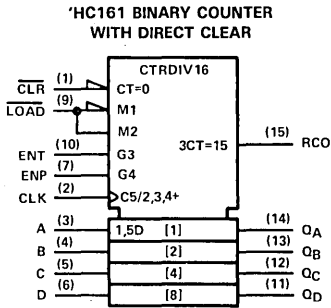 'HC161 BINARY COUNTER
WITH DIRECT CLEAR
CTRDIV16
CLR (1) CT=0
LOAD (9) M1
M2
ENT (10) G3 3CT=15 (15) RCO
ENP (7) G4
CLK (2) C5/2,3,4+
A (3) 1,5D [1] (14) QA
B (4) [2] (13) QB
C (5) [4] (12) QC
D (6) [8] (11) QD